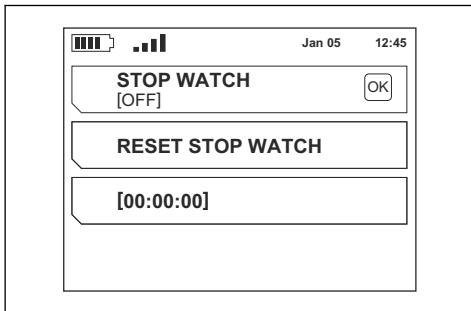 Jan 05 12:45
STOP WATCH
[OFF]
OK
RESET STOP WATCH
[00:00:00]